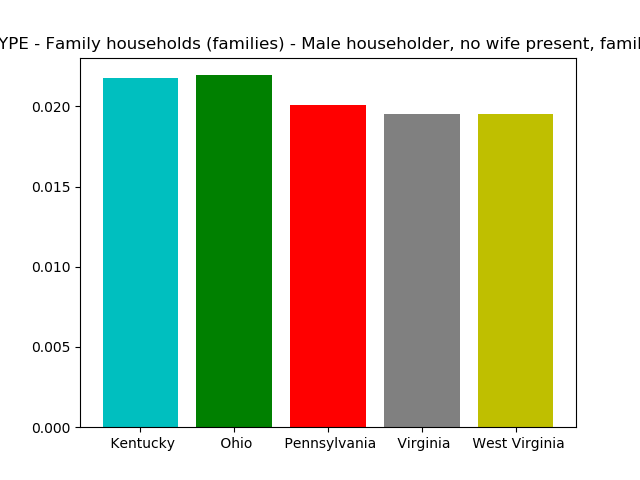 YPE - Family households (families) - Male householder, no wife present, famil
0.020
0.015
0.010
0.005
0.000
Kentucky Ohio Pennsylvania Virginia West Virginia